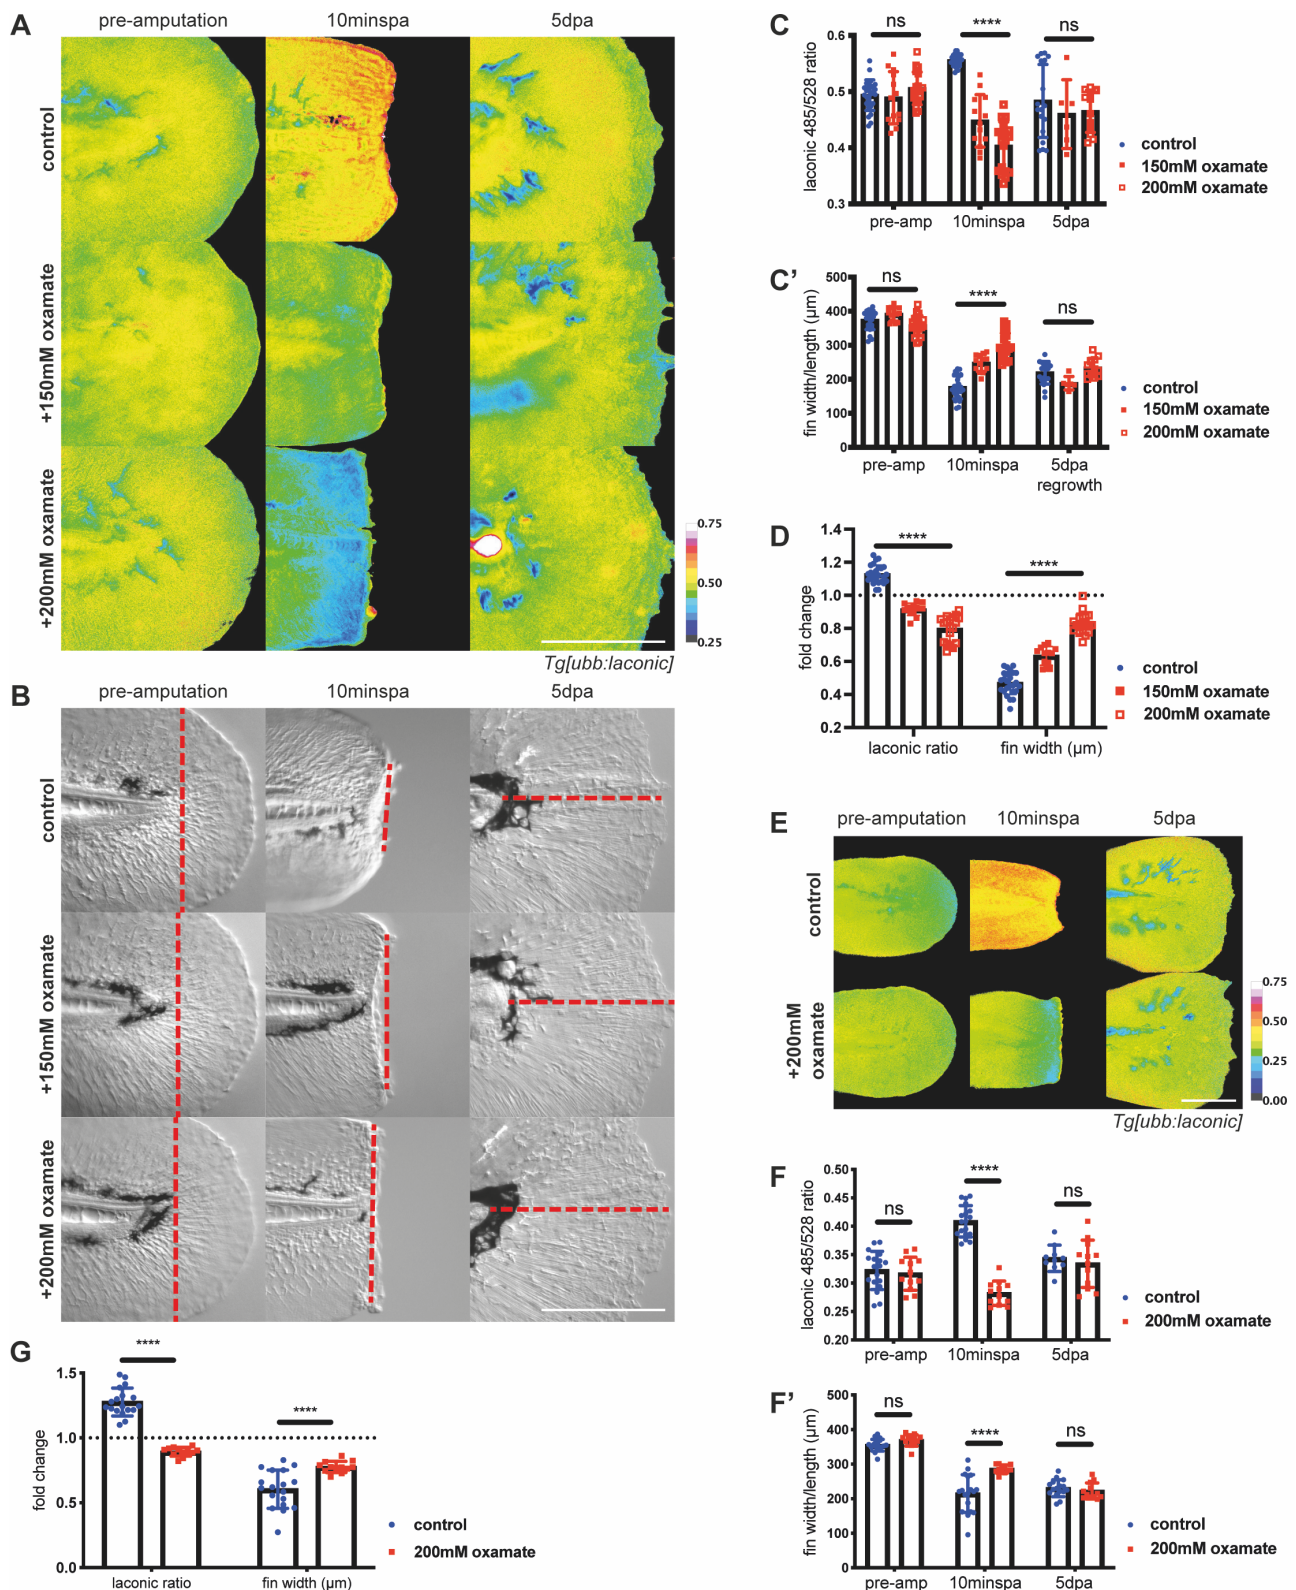 A
pre-amputation
10minspa
5dpa
control
+150mM oxamate
+200mM oxamate
0.75
0.50
0.25
Tg[ubb:laconic]
B
pre-amputation
10minspa
5dpa
control
+150mM oxamate
+200mM oxamate
C
ns
****
ns
laconic 485/528 ratio
0.6
0.5
0.4
0.3
pre-amp
10minspa
5dpa
control
150mM oxamate
200mM oxamate
C’
ns
****
ns
fin width/length (µm)
500
400
300
200
100
0
pre-amp
10minspa
5dpa
regrowth
control
150mM oxamate
200mM oxamate
D
****
****
fold change
1.4
1.2
1.0
0.8
0.6
0.4
0.2
laconic ratio
fin width (µm)
control
150mM oxamate
200mM oxamate
E
pre-amputation
10minspa
5dpa
control
+200mM
oxamate
0.75
0.50
0.25
0.00
Tg[ubb:laconic]
F
ns
****
ns
laconic 485/528 ratio
0.50
0.45
0.40
0.35
0.30
0.25
0.20
pre-amp
10minspa
5dpa
control
200mM oxamate
F’
ns
****
ns
fin width/length (µm)
500
400
300
200
100
0
pre-amp
10minspa
5dpa
control
200mM oxamate
G
****
****
fold change
1.5
1.0
0.5
0.0
laconic ratio
fin width (µm)
control
200mM oxamate